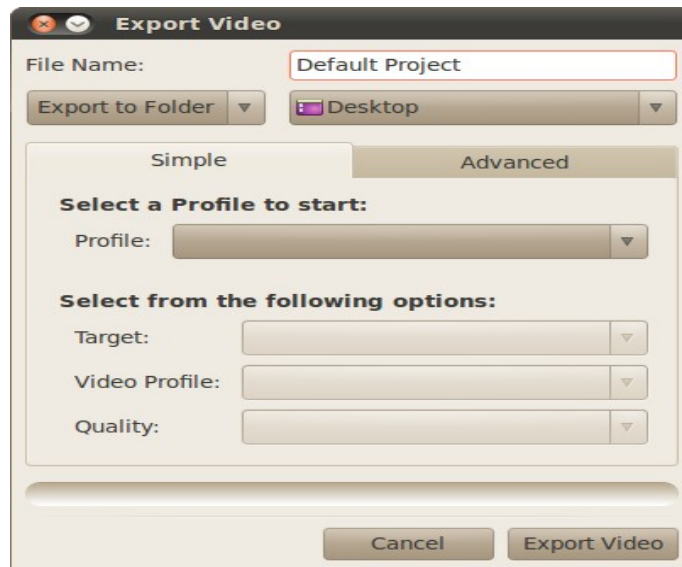 Export Video
File Name: Default Project
Export to Folder Desktop
Simple Advanced
Select a Profile to start:
Profile:
Select from the following options:
Target:
Video Profile:
Quality:
Cancel Export Video